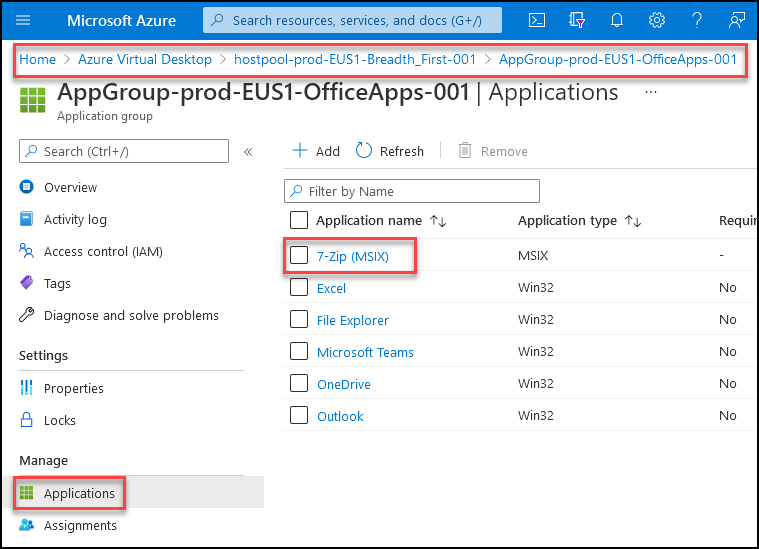 Microsoft Azure
Search resources, services, and docs (G+/)
Home > Azure Virtual Desktop > hostpool-prod-EUS1-Breadth_First-001 > AppGroup-prod-EUS1-OfficeApps-001
AppGroup-prod-EUS1-OfficeApps-001 | Applications ...
Application group
Search (Ctrl+/) «
Overview
Activity log
Access control (IAM)
Tags
Diagnose and solve problems
Settings
Properties
Locks
Manage
Applications
Assignments
Add Refresh Remove
Filter by Name
Application name ↑↓ Application type ↑↓ Requi
7-Zip (MSIX) MSIX -
Excel Win32 No
File Explorer Win32 No
Microsoft Teams Win32 No
OneDrive Win32 No
Outlook Win32 No